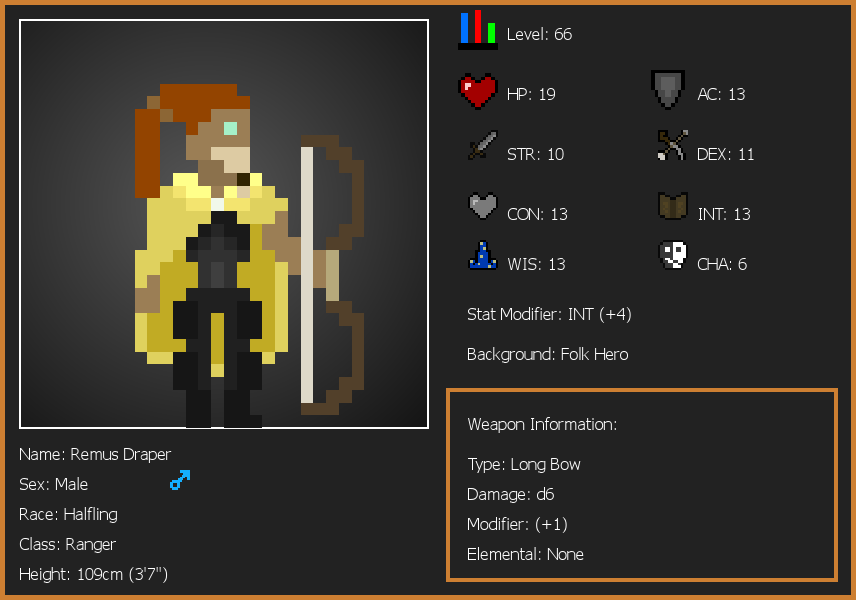 Level: 66
HP: 19
AC: 13
STR: 10
DEX: 11
CON: 13
INT: 13
WIS: 13
CHA: 6
Stat Modifier: INT (+4)
Background: Folk Hero
Weapon Information:
Type: Long Bow
Damage: d6
Modifier: (+1)
Elemental: None
Name: Remus Draper
Sex: Male
Race: Halfling
Class: Ranger
Height: 109cm (3'7")